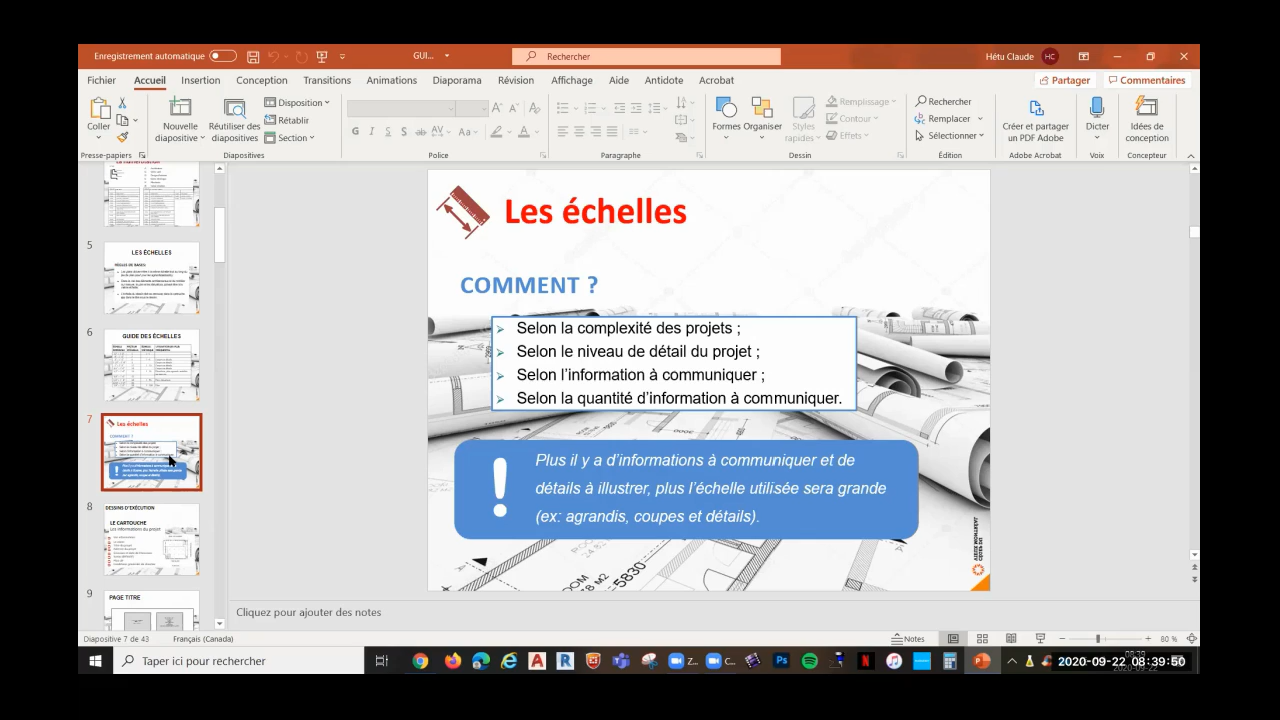 Enregistrement automatique
GUI...
Rechercher
Hétu Claude
HC
Fichier Accueil Insertion Conception Transitions Animations Diaporama Révision Affichage Aide Antidote Acrobat
Partager
Commentaires
Coller
Nouvelle diapositive
Réutiliser des diapositives
Disposition
Rétablir
Section
Formes
Organiser
Styles rapides
Remplissage
Contour
Effets
Rechercher
Remplacer
Sélectionner
Créer et partager un PDF Adobe
Dicter
Idées de conception
Presse-papiers
Diapositives
Police
Paragraphe
Dessin
Édition
Adobe Acrobat
Voix
Concepteur
5
LES ÉCHELLES
6
GUIDE DES ÉCHELLES
7
Les échelles
COMMENT ?
8
DESSINS D'EXÉCUTION
LE CARTOUCHE
Les informations du projet
9
PAGE TITRE
Les échelles
COMMENT ?
Selon la complexité des projets ;
Selon le niveau de détail du projet ;
Selon l'information à communiquer ;
Selon la quantité d'information à communiquer.
!
Plus il y a d'informations à communiquer et de
détails à illustrer, plus l'échelle utilisée sera grande
(ex: agrandis, coupes et détails).
5830
Cliquez pour ajouter des notes
Diapositive 7 de 43
Français (Canada)
Notes
80 %
Taper ici pour rechercher
Z...
C...
2020-09-22 08:39:50